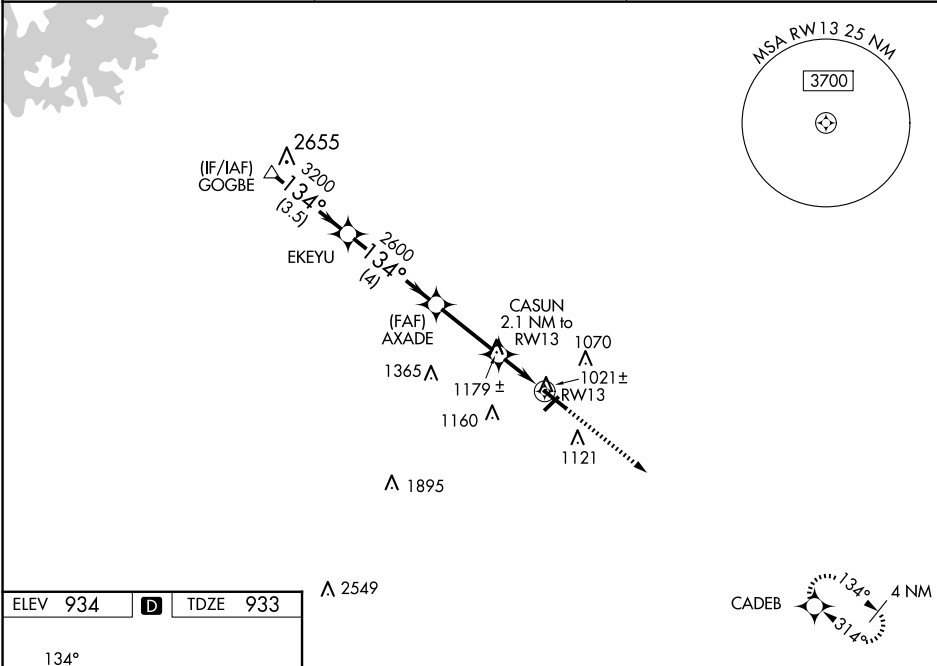 MSA RW13 25 NM
3700
2655
(IF/IAF)
GOGBE
3200
134°
(3.5)
EKEYU
2600
134°
(4)
(FAF)
AXADE
CASUN
2.1 NM to
RW13
1070
1365
1179 ±
1021±
RW13
1160
1121
1895
2549
ELEV 934 D TDZE 933
134°
CADEB
134°
4 NM
314°